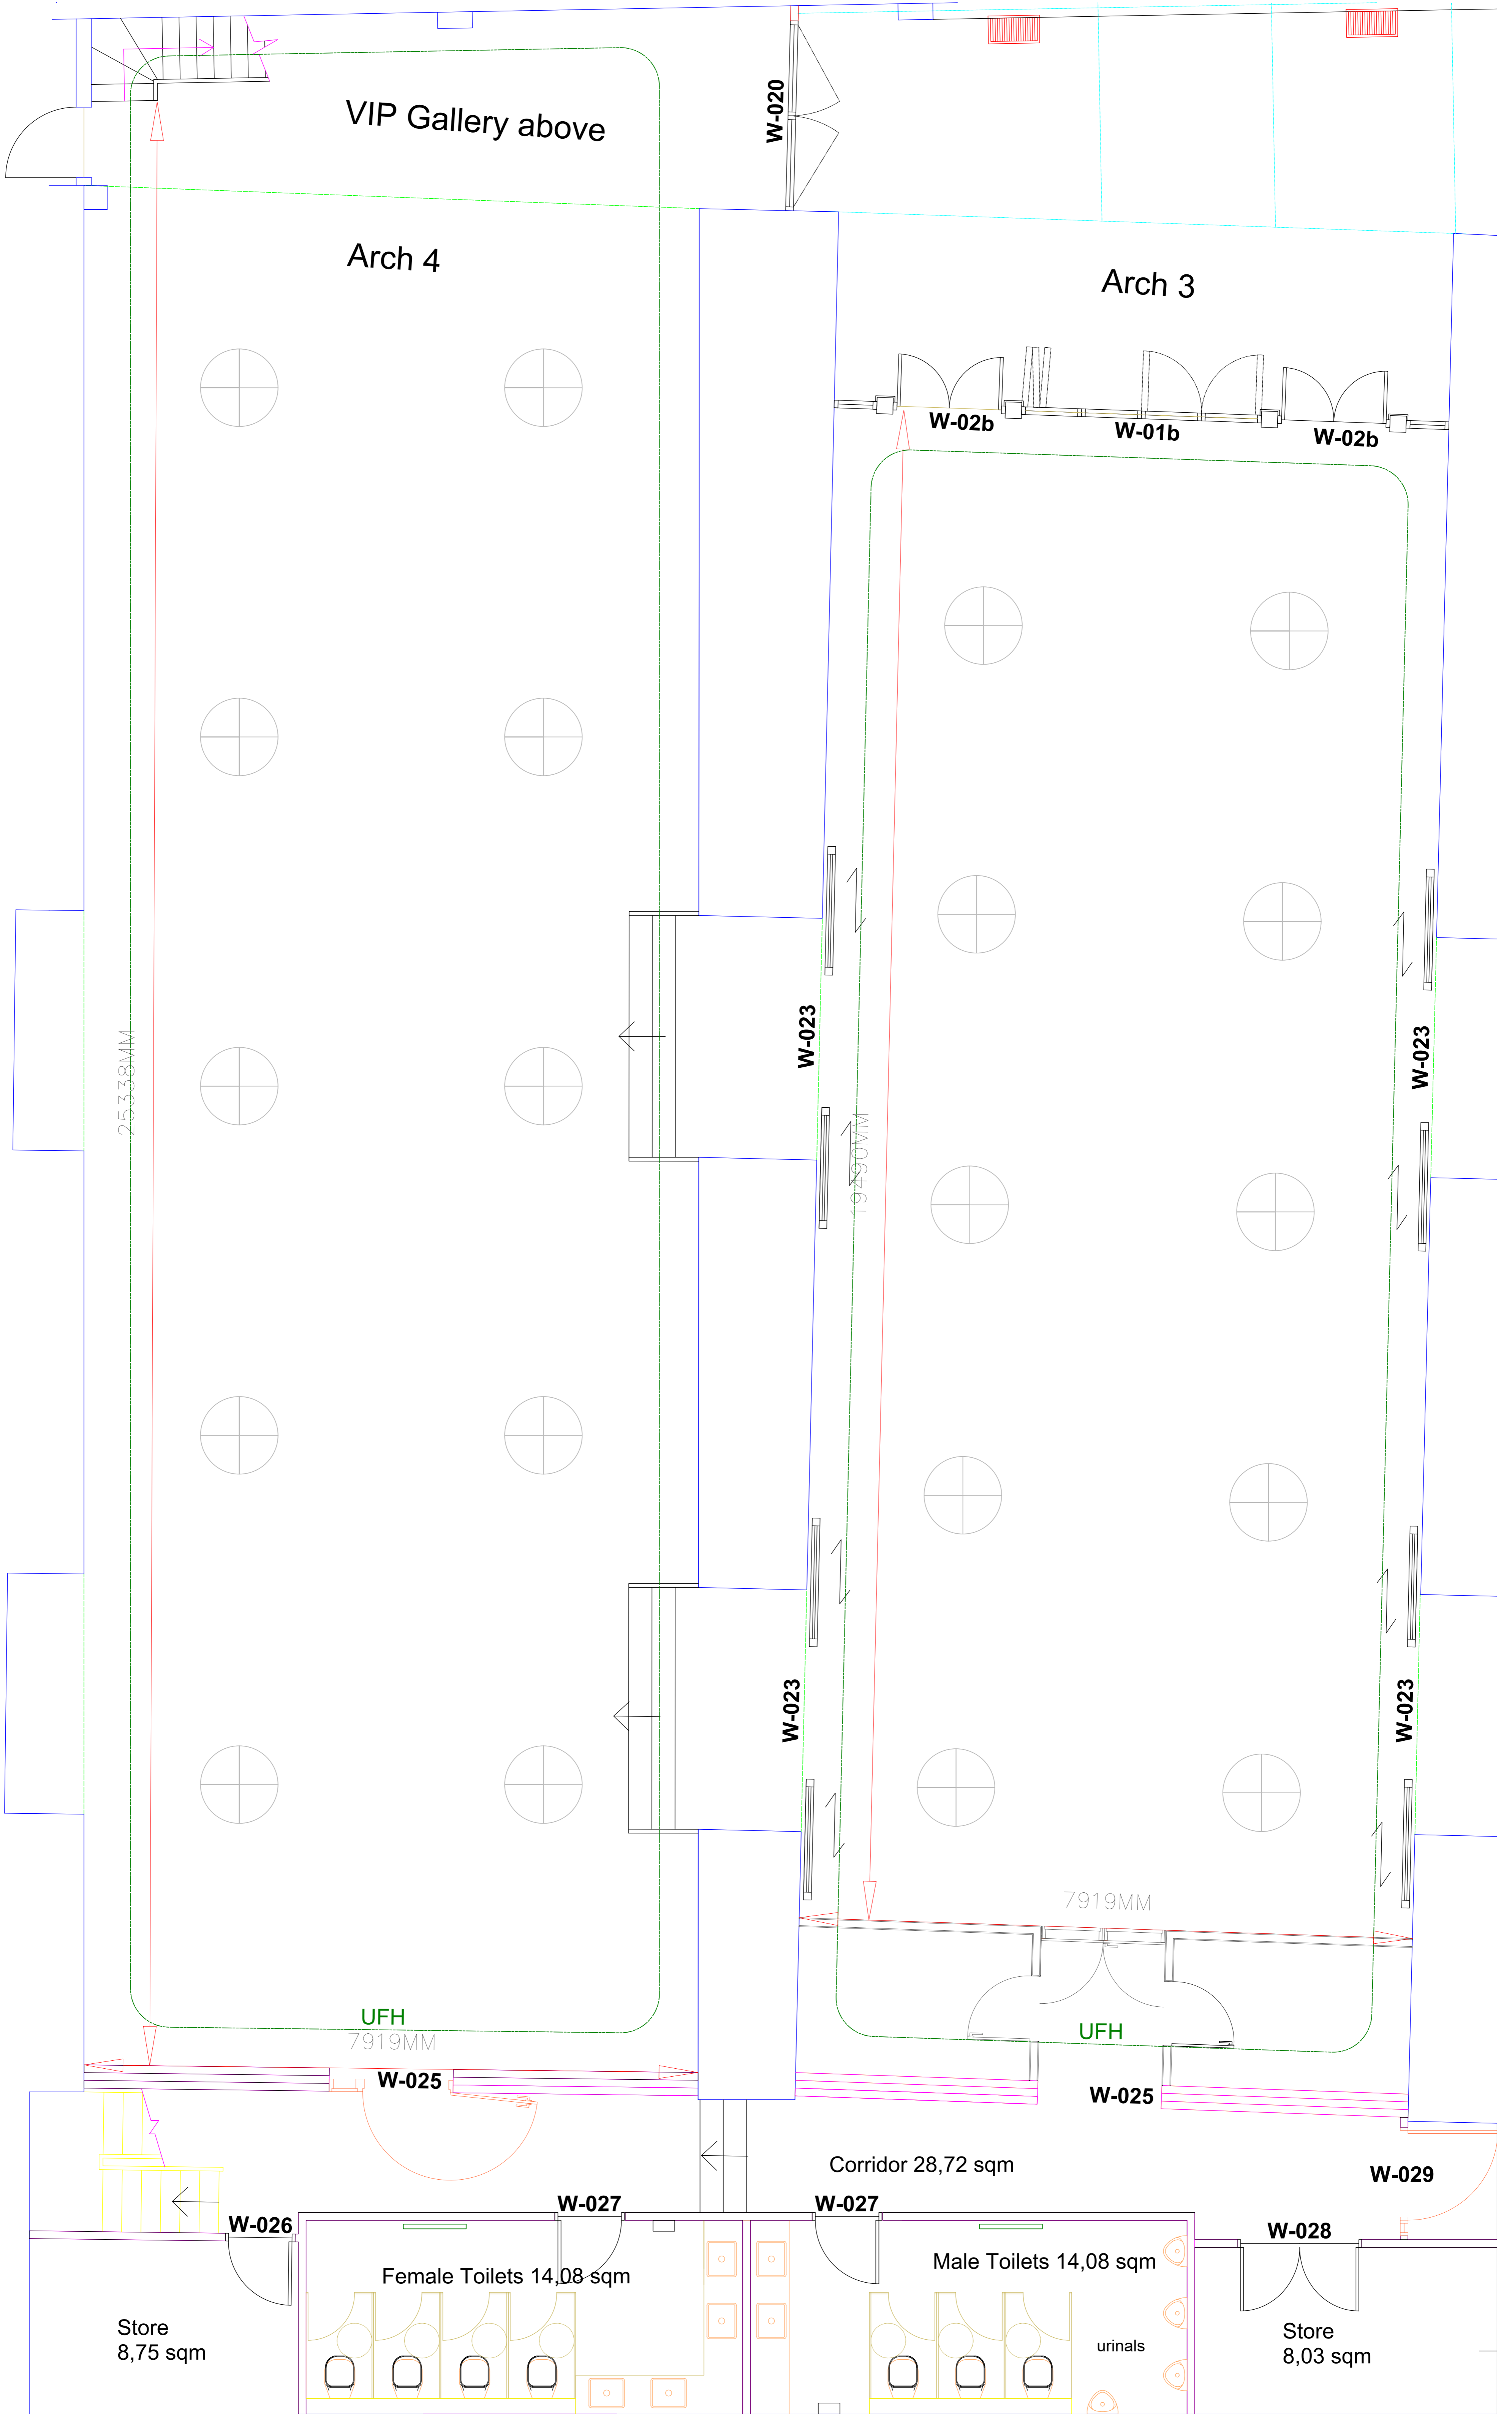 W-020
VIP Gallery above
Arch 4
Arch 3
W-02b
W-01b
W-02b
W-023
W-023
25338MM
19490MM
W-023
W-023
7919MM
UFH
7919MM
UFH
W-025
W-025
Corridor 28,72 sqm
W-029
W-027
W-027
W-026
W-028
Female Toilets 14,08 sqm
Male Toilets 14,08 sqm
Store
8,75 sqm
urinals
Store
8,03 sqm